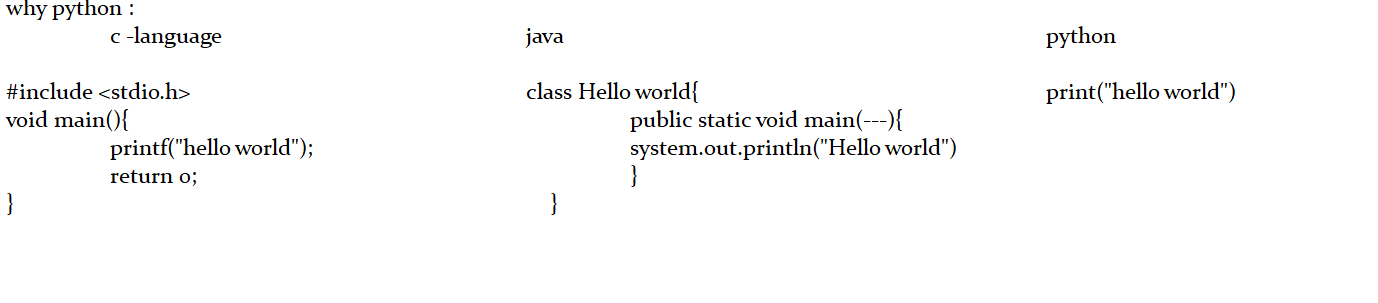 why python :
c -language java python
#include <stdio.h> class Hello world{ print("hello world")
void main(){ public static void main(---){
printf("hello world"); system.out.println("Hello world")
return 0; }
} }